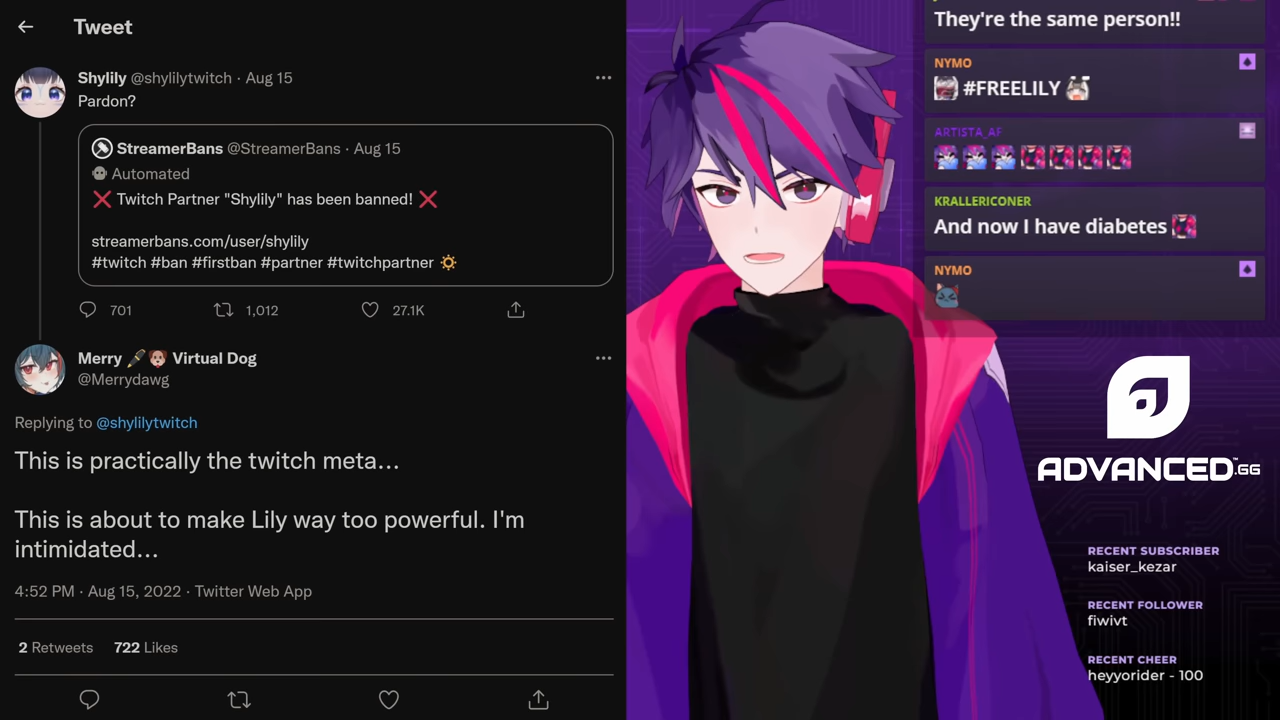 Tweet
Shylily @shylilytwitch · Aug 15
Pardon?
StreamerBans @StreamerBans · Aug 15
Automated
Twitch Partner "Shylily" has been banned!
streamerbans.com/user/shylily
#twitch #ban #firstban #partner #twitchpartner
701 1,012 27.1K
Merry Virtual Dog
@Merrydawg
Replying to @shylilytwitch
This is practically the twitch meta...
This is about to make Lily way too powerful. I'm
intimidated...
4:52 PM · Aug 15, 2022 · Twitter Web App
2 Retweets 722 Likes
They're the same person!!
NYMO
#FREELILY
ARTISTA_AF
KRALLERICONER
And now I have diabetes
NYMO
ADVANCED™.GG
RECENT SUBSCRIBER
kaiser_kezar
RECENT FOLLOWER
fiwivt
RECENT CHEER
heyyorider - 100